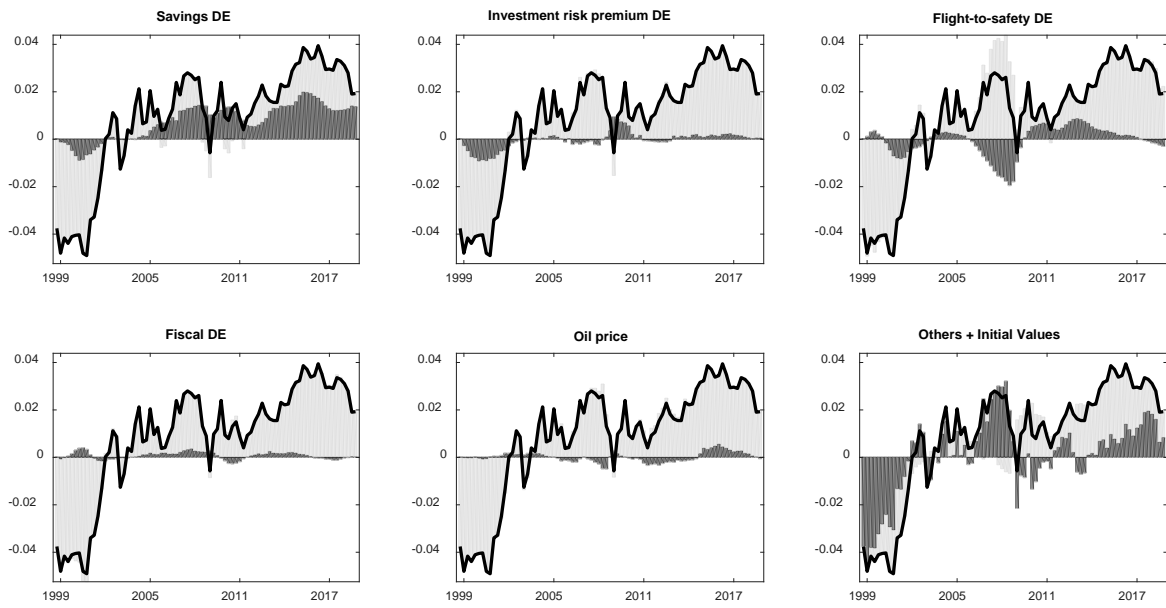 Savings DE
0.04
0.02
0
-0.02
-0.04
1999 2005 2011 2017
Investment risk premium DE
0.04
0.02
0
-0.02
-0.04
1999 2005 2011 2017
Flight-to-safety DE
0.04
0.02
0
-0.02
-0.04
1999 2005 2011 2017
Fiscal DE
0.04
0.02
0
-0.02
-0.04
1999 2005 2011 2017
Oil price
0.04
0.02
0
-0.02
-0.04
1999 2005 2011 2017
Others + Initial Values
0.04
0.02
0
-0.02
-0.04
1999 2005 2011 2017